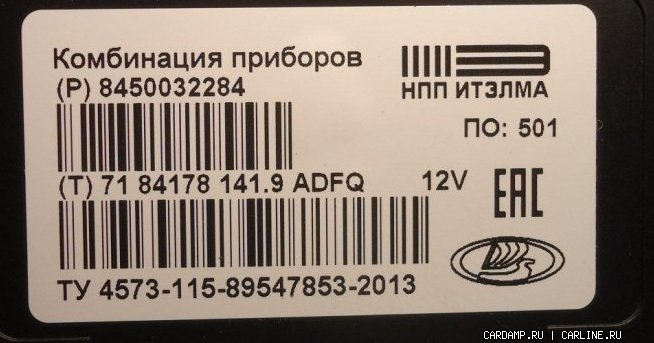 Комбинация приборов
(P) 8450032284
НПП ИТЭЛМА
ПО: 501
(T) 71 84178 141.9 ADFQ 12V
EAC
ТУ 4573-115-89547853-2013
CARDAMP.RU | CARLINE.RU